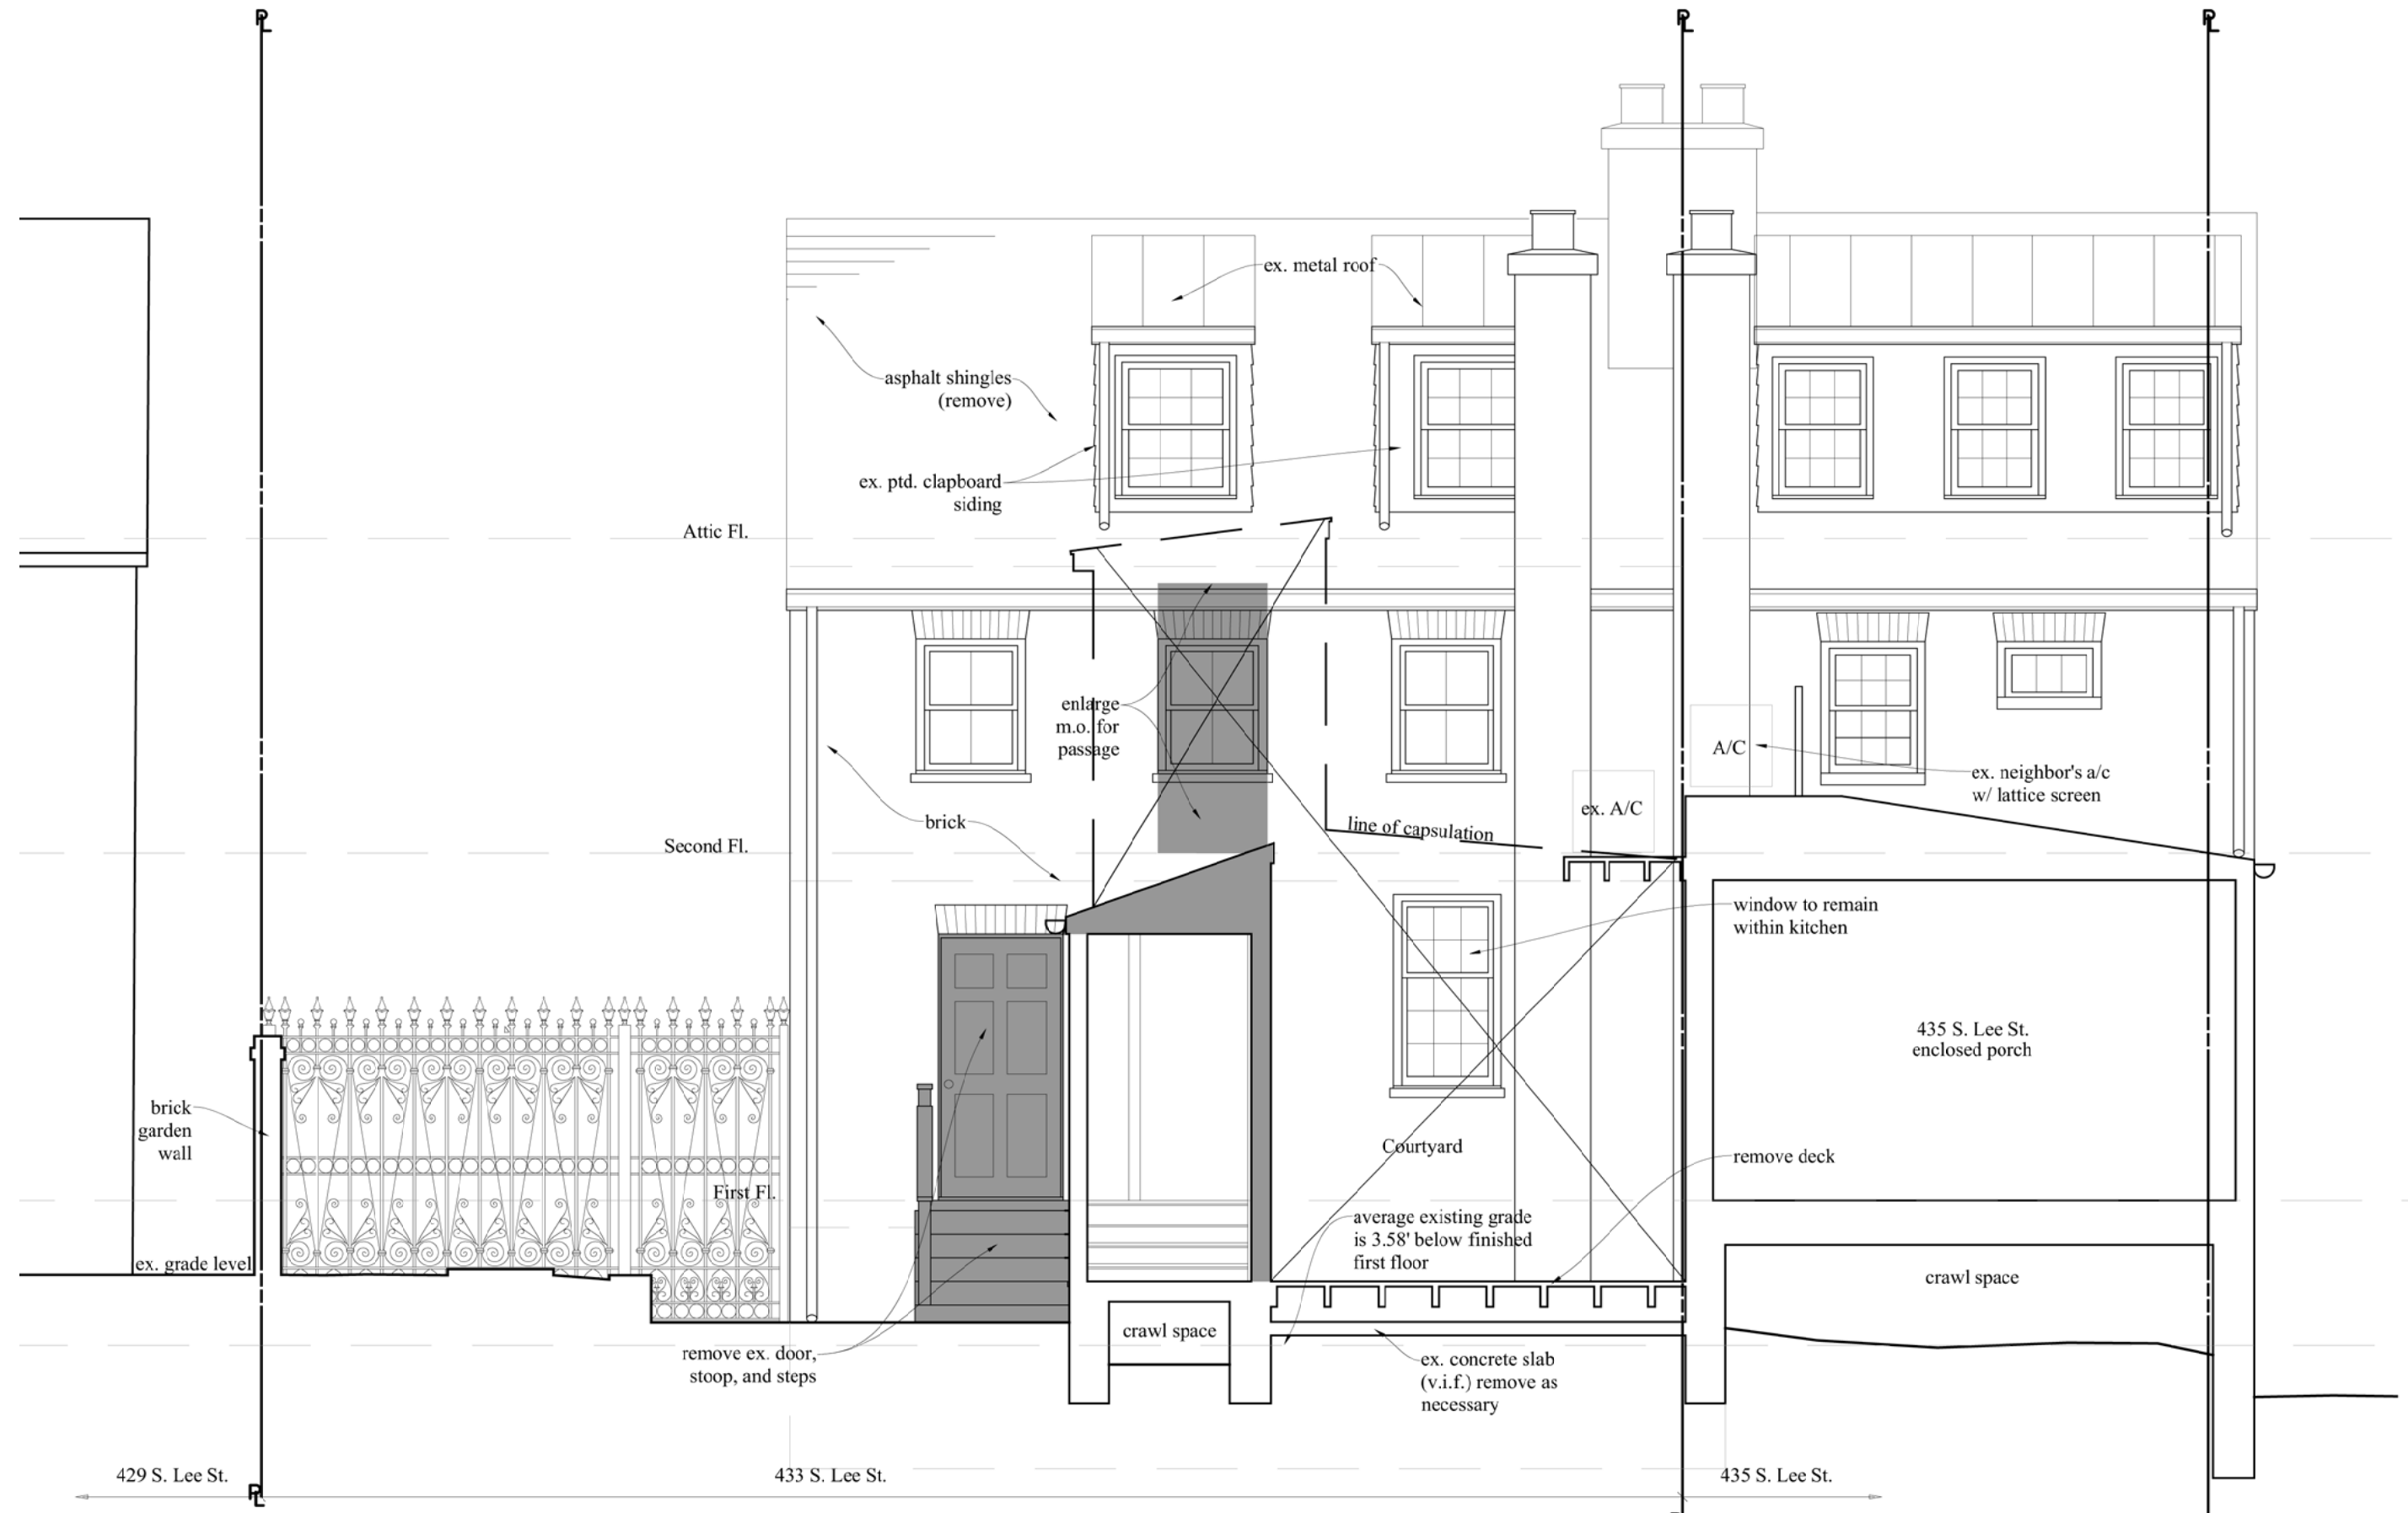 PL
PL
PL
ex. metal roof
asphalt shingles
(remove)
ex. ptd. clapboard
siding
Attic Fl.
enlarge
m.o. for
passage
A/C
ex. neighbor's a/c
w/ lattice screen
ex. A/C
brick
line of capsulation
Second Fl.
window to remain
within kitchen
435 S. Lee St.
enclosed porch
brick
garden
wall
Courtyard
remove deck
First Fl.
average existing grade
is 3.58' below finished
first floor
ex. grade level
crawl space
crawl space
remove ex. door,
stoop, and steps
ex. concrete slab
(v.i.f.) remove as
necessary
429 S. Lee St.
433 S. Lee St.
435 S. Lee St.
PL